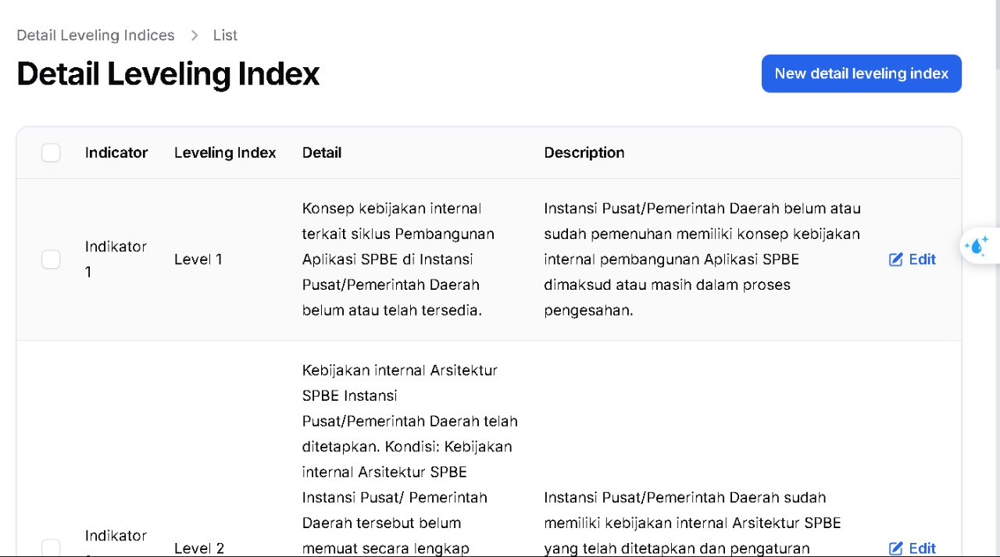 Detail Leveling Indices > List
Detail Leveling Index
New detail leveling index
Indicator Leveling Index Detail Description
Indikator
1
Level 1
Konsep kebijakan internal
terkait siklus Pembangunan
Aplikasi SPBE di Instansi
Pusat/Pemerintah Daerah
belum atau telah tersedia.
Instansi Pusat/Pemerintah Daerah belum atau
sudah pemenuhan memiliki konsep kebijakan
internal pembangunan Aplikasi SPBE
dimaksud atau masih dalam proses
pengesahan.
Edit
Indikator
Level 2
Kebijakan internal Arsitektur
SPBE Instansi
Pusat/Pemerintah Daerah telah
ditetapkan. Kondisi: Kebijakan
internal Arsitektur SPBE
Instansi Pusat/ Pemerintah
Daerah tersebut belum
memuat secara lengkap
Instansi Pusat/Pemerintah Daerah sudah
memiliki kebijakan internal Arsitektur SPBE
yang telah ditetapkan dan pengaturan
Edit